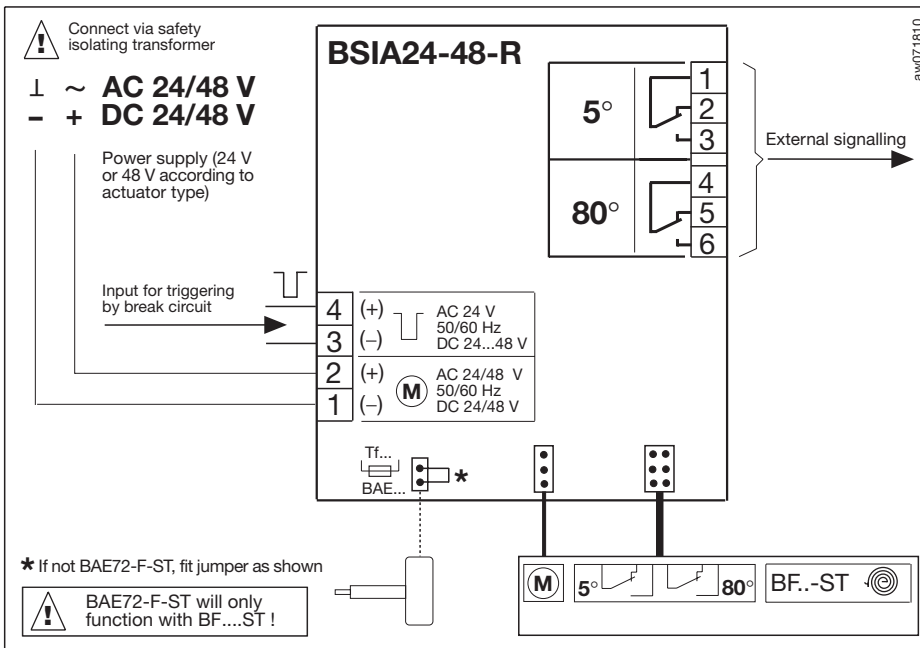 Connect via safety
isolating transformer
⊥ ~ AC 24/48 V
– + DC 24/48 V
Power supply (24 V
or 48 V according to
actuator type)
BSIA24-48-R
aw071810
5°
1
2
3
80°
4
5
6
External signalling
Input for triggering
by break circuit
4 (+)
3 (–)
AC 24 V
50/60 Hz
DC 24...48 V
2 (+)
1 (–)
M
AC 24/48 V
50/60 Hz
DC 24/48 V
Tf...
BAE...
*
* If not BAE72-F-ST, fit jumper as shown
BAE72-F-ST will only
function with BF....ST !
M
5°
80°
BF..-ST